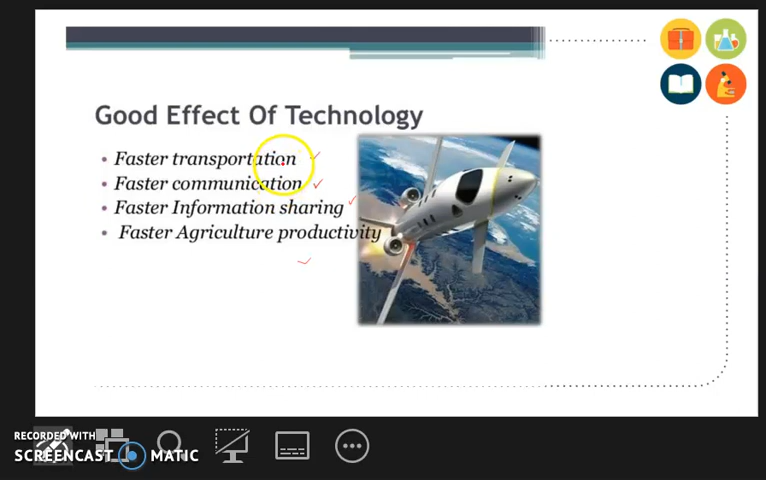 Good Effect Of Technology
Faster transportation
Faster communication
Faster Information sharing
Faster Agriculture productivity
RECORDED WITH
SCREENCAST MATIC